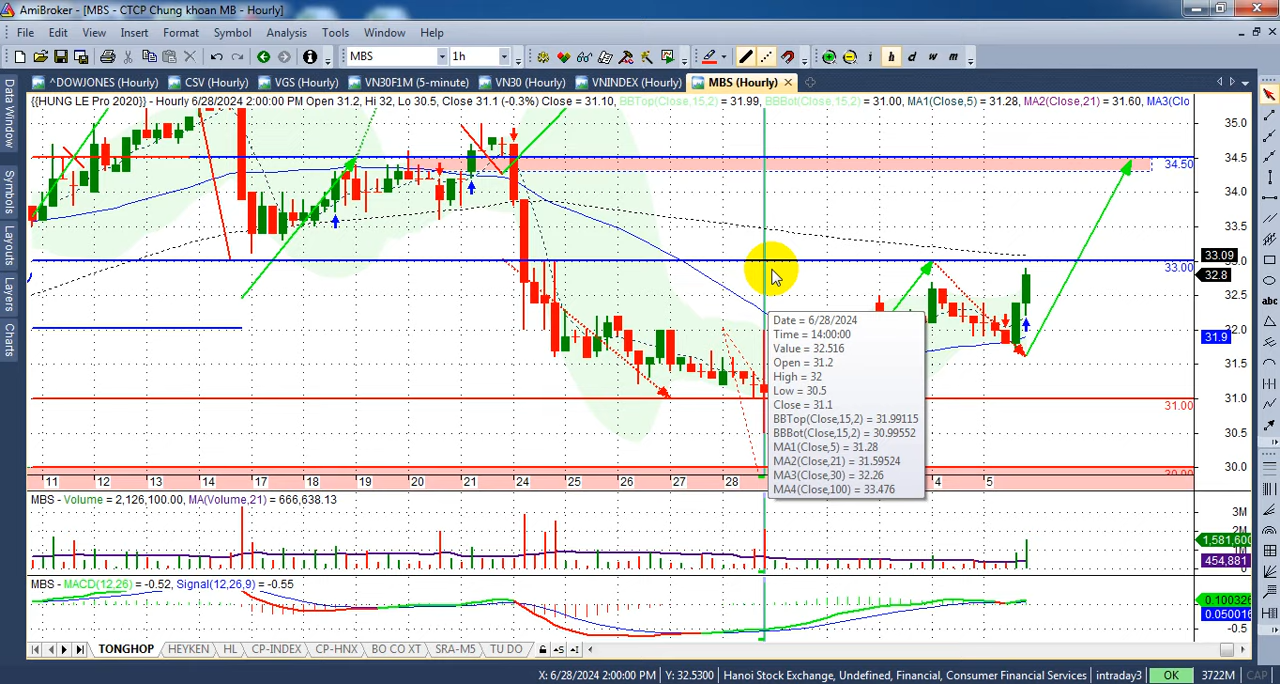 AmiBroker - [MBS - CTCP Chung khoan MB - Hourly]
File Edit View Insert Format Symbol Analysis Tools Window Help
MBS 1h i h d w m
^DOWJONES (Hourly) CSV (Hourly) VGS (Hourly) VN30F1M (5-minute) VN30 (Hourly) VNINDEX (Hourly) MBS (Hourly)
Data Window
Symbols
Layouts
Layers
Charts
{{HUNG LE Pro 2020}} - Hourly 6/28/2024 2:00:00 PM Open 31.2, Hi 32, Lo 30.5, Close 31.1 (-0.3%) Close = 31.10, BBTop(Close,15,2) = 31.99, BBBot(Close,15,2) = 31.00, MA1(Close,5) = 31.28, MA2(Close,21) = 31.60, MA3(Clo
35.0
34.5
34.50
34.0
33.5
33.09
33.0
33.00
32.8
32.5
32.0
31.9
31.5
31.0
31.00
30.5
30.0
30.00
abc
Date = 6/28/2024
Time = 14:00:00
Value = 32.516
Open = 31.2
High = 32
Low = 30.5
Close = 31.1
BBTop(Close,15,2) = 31.99115
BBBot(Close,15,2) = 30.99552
MA1(Close,5) = 31.28
MA2(Close,21) = 31.59524
MA3(Close,30) = 32.26
MA4(Close,100) = 33.476
11 12 13 14 17 18 19 20 21 24 25 26 27 28 4 5
MBS - Volume = 2,126,100.00, MA(Volume,21) = 666,638.13
3M
2M
1,581,600
454,881
MBS - MACD(12,26) = -0.52, Signal(12,26,9) = -0.55
0.100326
0.050016
-0.5
TONGHOP HEYKEN HL CP-INDEX CP.HNX BO CO XT SRA-M5 TU DO
X: 6/28/2024 2:00:00 PM Y: 32.5300 Hanoi Stock Exchange, Undefined, Financial, Consumer Financial Services intraday3 OK 3722M CAP